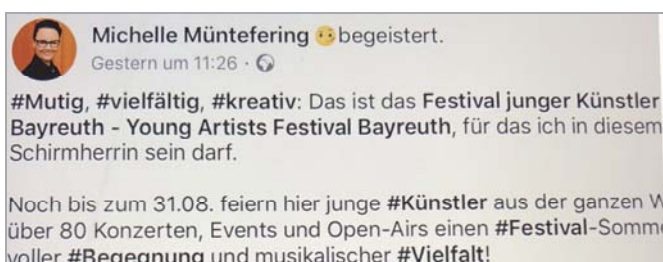 Michelle Müntefering 😶begeistert.
Gestern um 11:26 ·
#Mutig, #vielfältig, #kreativ: Das ist das Festival junger Künstler
Bayreuth - Young Artists Festival Bayreuth, für das ich in diesem
Schirmherrin sein darf.
Noch bis zum 31.08. feiern hier junge #Künstler aus der ganzen W
über 80 Konzerten, Events und Open-Airs einen #Festival-Somme
voller #Begegnung und musikalischer #Vielfalt!